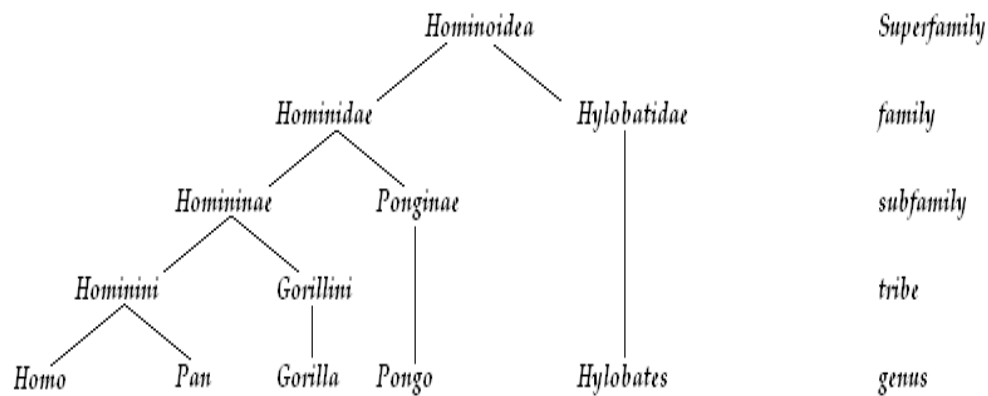 Hominoidea Superfamily
Hominidae Hylobatidae family
Homininae Ponginae subfamily
Hominini Gorillini tribe
Homo Pan Gorilla Pongo Hylobates genus